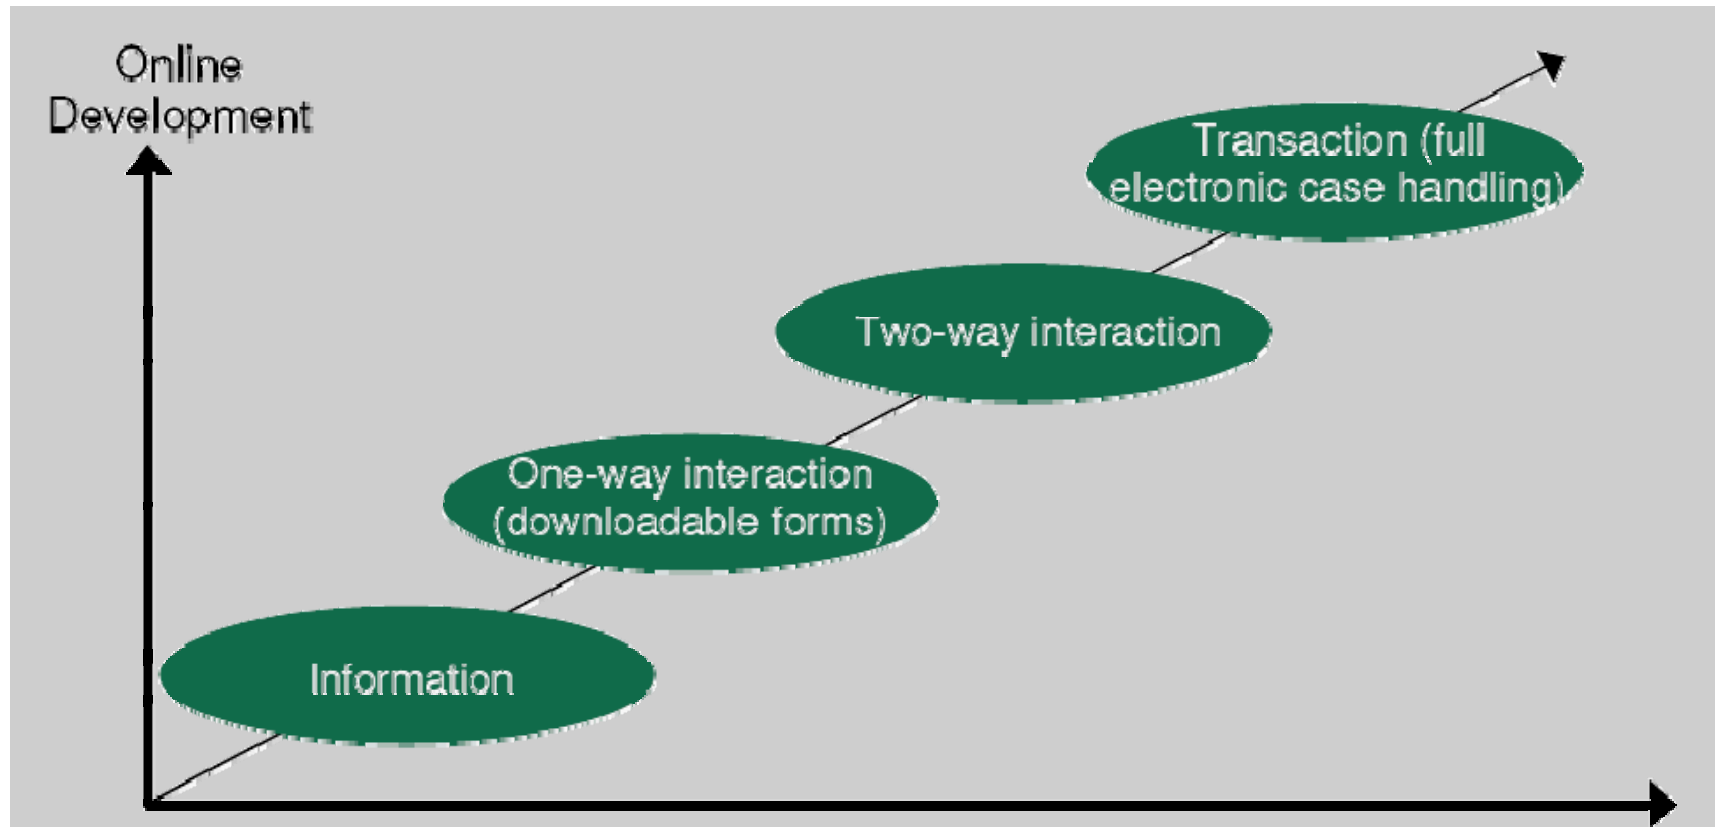 Online
Development
Transaction (full
electronic case handling)
Two-way interaction
One-way interaction
(downloadable forms)
Information